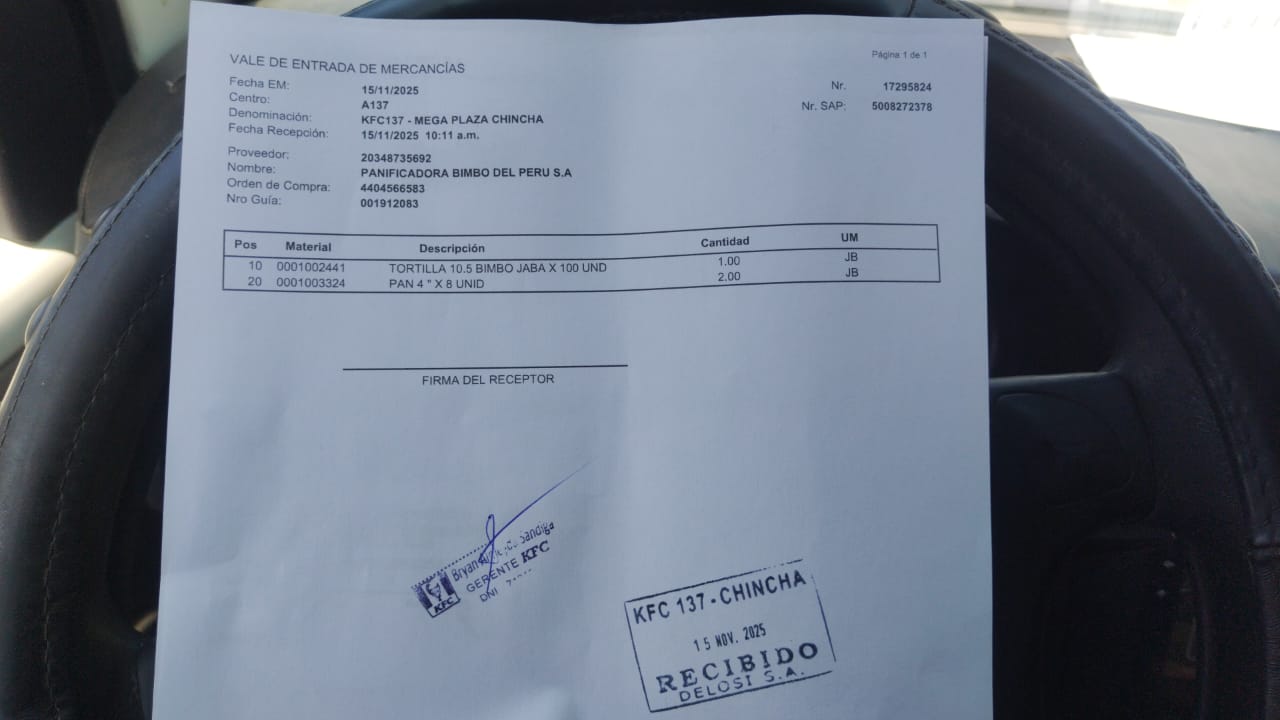 Página 1 de 1
VALE DE ENTRADA DE MERCANCÍAS
Fecha EM: 15/11/2025 Nr. 17295824
Centro: A137 Nr. SAP: 5008272378
Denominación: KFC137 - MEGA PLAZA CHINCHA
Fecha Recepción: 15/11/2025 10:11 a.m.
Proveedor: 20348735692
Nombre: PANIFICADORA BIMBO DEL PERU S.A
Orden de Compra: 4404566583
Nro Guía: 001912083
Pos Material Descripción Cantidad UM
10 0001002441 TORTILLA 10.5 BIMBO JABA X 100 UND 1.00 JB
20 0001003324 PAN 4 " X 8 UNID 2.00 JB
FIRMA DEL RECEPTOR
Bryan Sandiga
GERENTE KFC
DNI
KFC
KFC 137 - CHINCHA
15 NOV. 2025
RECIBIDO
DELOSI S.A.